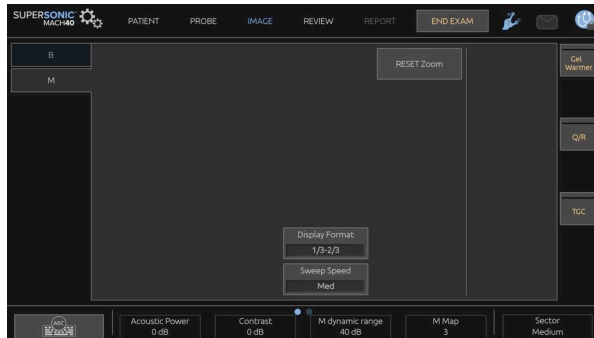 SUPERSONIC
MACH40
PATIENT
PROBE
IMAGE
REVIEW
REPORT
END EXAM
B
M
RESET Zoom
Gel
Warmer
Q/R
TGC
Display Format
1/3-2/3
Sweep Speed
Med
ABC
Acoustic Power
0 dB
Contrast
0 dB
M dynamic range
40 dB
M Map
3
Sector
Medium